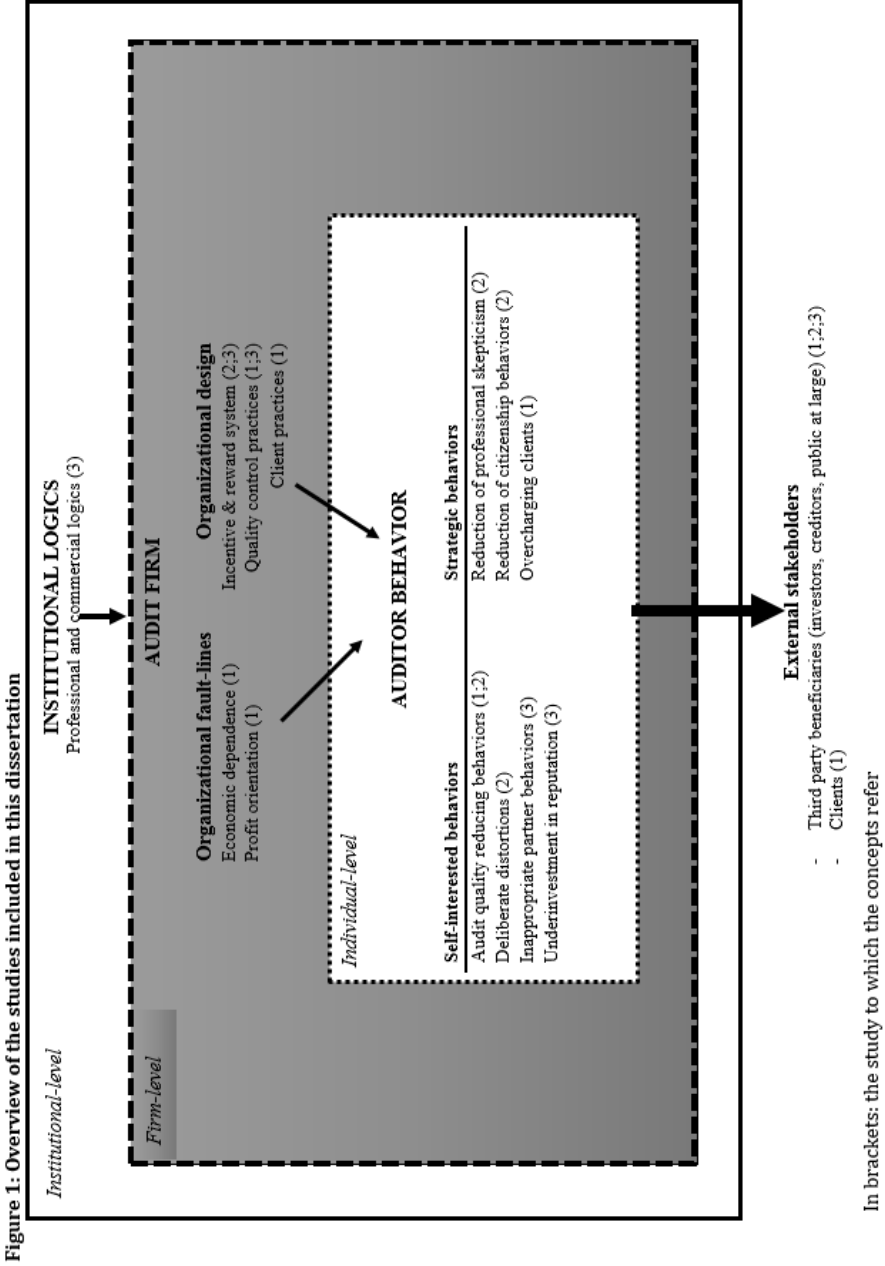 Figure 1: Overview of the studies included in this dissertation
Institutional-level
INSTITUTIONAL LOGICS
Professional and commercial logics (3)
Firm-level
AUDIT FIRM
Organizational fault-lines
Economic dependence (1)
Profit orientation (1)
Organizational design
Incentive & reward system (2;3)
Quality control practices (1;3)
Client practices (1)
Individual-level
AUDITOR BEHAVIOR
Self-interested behaviors
Audit quality reducing behaviors (1;2)
Deliberate distortions (2)
Inappropriate partner behaviors (3)
Underinvestment in reputation (3)
Strategic behaviors
Reduction of professional skepticism (2)
Reduction of citizenship behaviors (2)
Overcharging clients (1)
External stakeholders
- Third party beneficiaries (investors, creditors, public at large) (1;2;3)
- Clients (1)
In brackets: the study to which the concepts refer